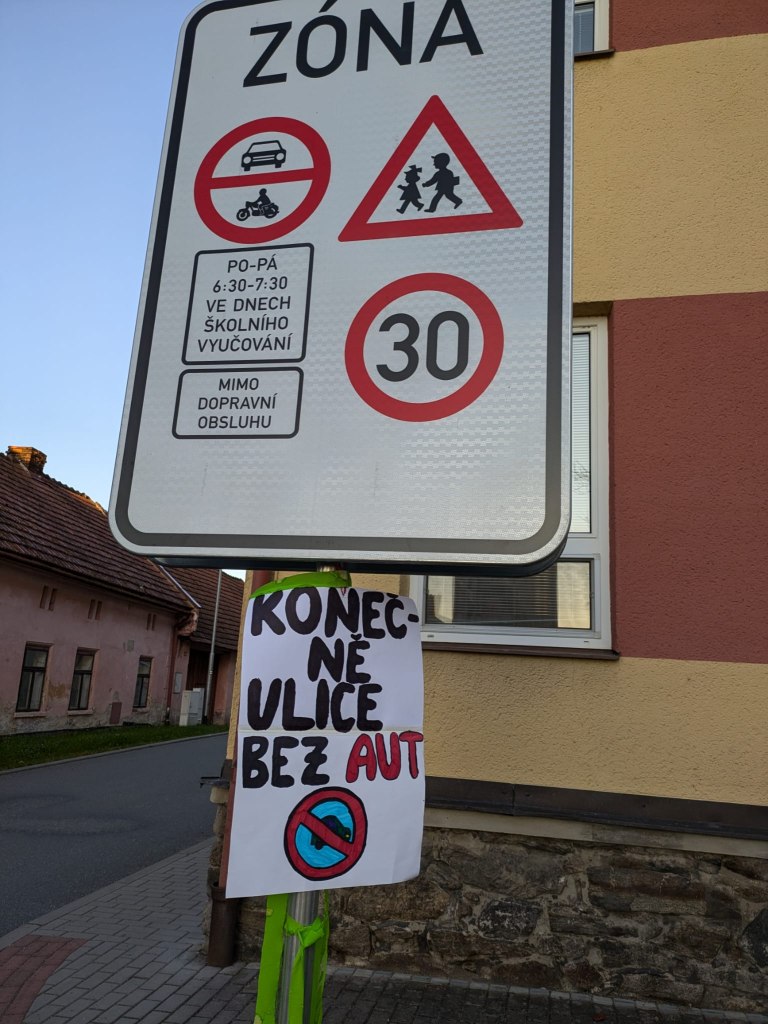 ZÓNA
PO-PÁ
6:30-7:30
VE DNECH
ŠKOLNÍHO
VYUČOVÁNÍ
MIMO
DOPRAVNÍ
OBSLUHU
30
KONEČ-
NĚ
ULICE
BEZ AUT